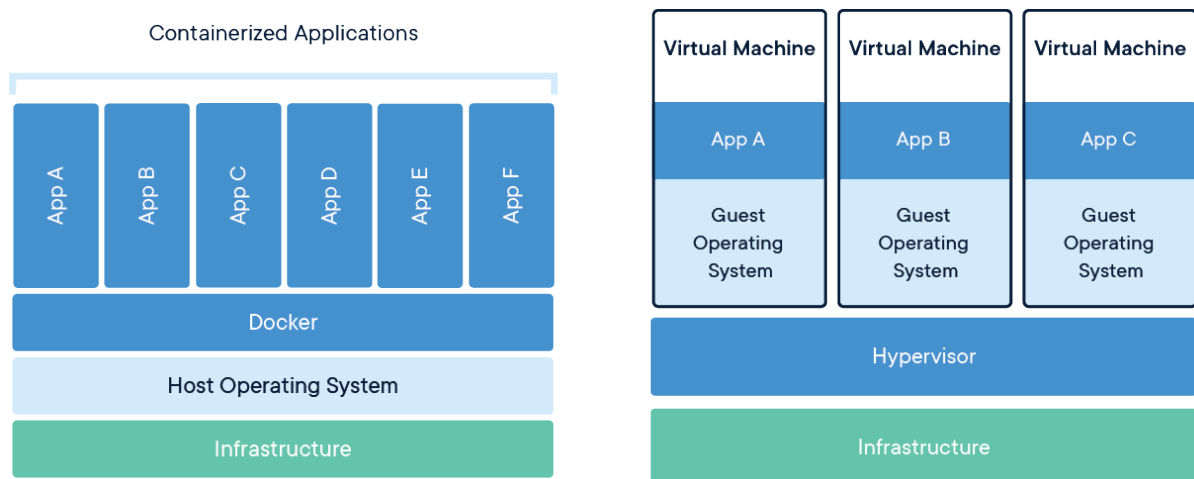 Containerized Applications
App A
App B
App C
App D
App E
App F
Docker
Host Operating System
Infrastructure
Virtual Machine
App A
Guest
Operating
System
Virtual Machine
App B
Guest
Operating
System
Virtual Machine
App C
Guest
Operating
System
Hypervisor
Infrastructure